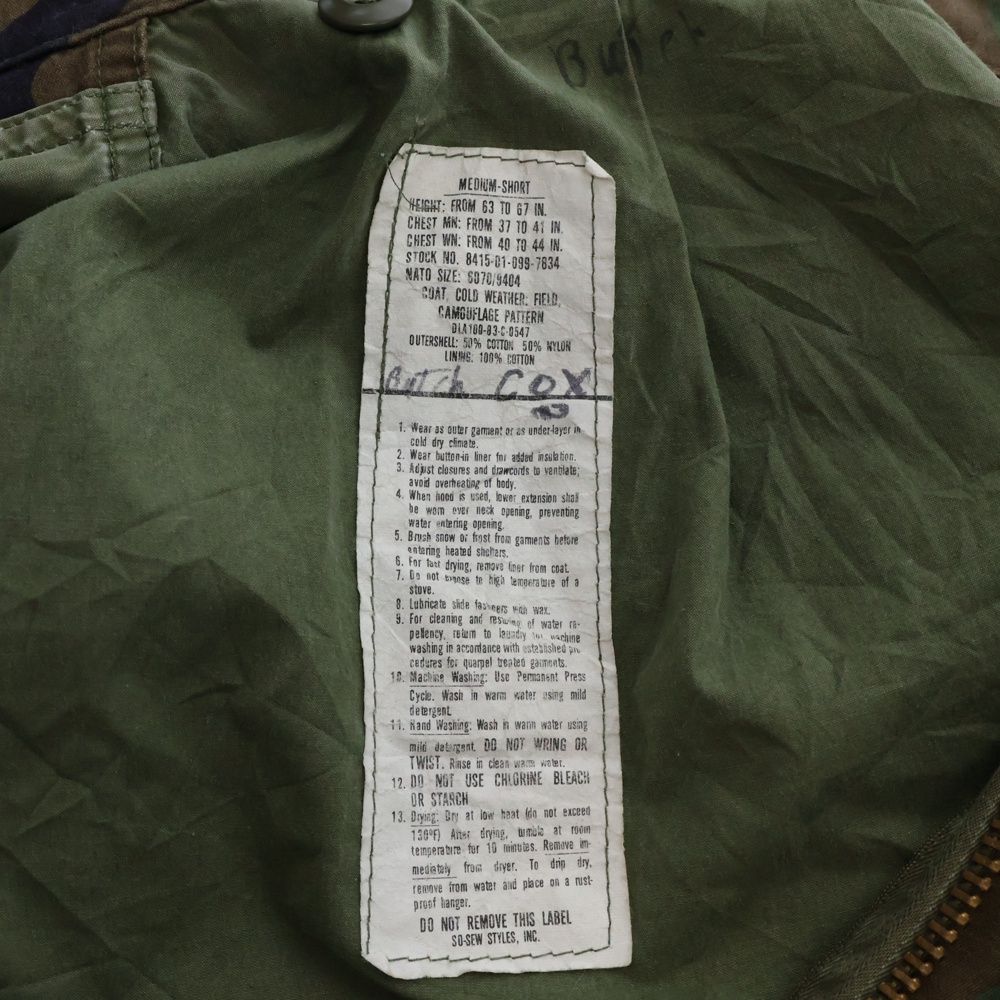 Butch
MEDIUM-SHORT
HEIGHT: FROM 63 TO 67 IN.
CHEST MN: FROM 37 TO 41 IN.
CHEST WN: FROM 40 TO 44 IN.
STOCK NO. 8415-01-099-7834
NATO SIZE: 6070/9404
COAT, COLD WEATHER: FIELD,
CAMOUFLAGE PATTERN
DLA100-83-C-0547
OUTERSHELL: 50% COTTON 50% NYLON
LINING: 100% COTTON
Butch COX
1. Wear as outer garment or as under-layer in
cold dry climate.
2. Wear button-in liner for added insulation.
3. Adjust closures and drawcords to ventilate;
avoid overheating of body.
4. When hood is used, lower extension shall
be worn over neck opening, preventing
water entering opening.
5. Brush snow or frost from garments before
entering heated shelters.
6. For fast drying, remove liner from coat.
7. Do not expose to high temperature of a
stove.
8. Lubricate slide fasteners with wax.
9. For cleaning and restoring of water re-
pellency, return to laundry for machine
washing in accordance with established pro-
cedures for quarpel treated garments.
10. Machine Washing: Use Permanent Press
Cycle. Wash in warm water using mild
detergent.
11. Hand Washing: Wash in warm water using
mild detergent. DO NOT WRING OR
TWIST. Rinse in clean warm water.
12. DO NOT USE CHLORINE BLEACH
OR STARCH
13. Drying: Dry at low heat (do not exceed
130°F) After drying, tumble at room
temperature for 10 minutes. Remove im-
mediately from dryer. To drip dry,
remove from water and place on a rust-
proof hanger.
DO NOT REMOVE THIS LABEL
SO-SEW STYLES, INC.